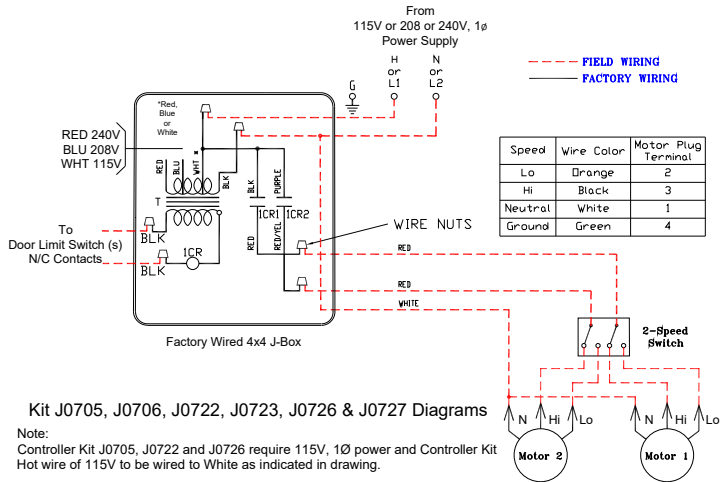 From
115V or 208 or 240V, 1ø
Power Supply
H
or
L1
N
or
L2
G
FIELD WIRING
FACTORY WIRING
*Red,
Blue
or
White
RED 240V
BLU 208V
WHT 115V
*
RED
BLU
WHT
BLK
T
BLK
PURPLE
1CR1
1CR2
RED
RED/YEL
To
Door Limit Switch (s)
N/C Contacts
BLK
BLK
1CR
WIRE NUTS
RED
RED
WHITE
Factory Wired 4x4 J-Box
Speed Wire Color Motor Plug Terminal
Lo Orange 2
Hi Black 3
Neutral White 1
Ground Green 4
2-Speed
Switch
N Hi Lo
Motor 2
N Hi Lo
Motor 1
Kit J0705, J0706, J0722, J0723, J0726 & J0727 Diagrams
Note:
Controller Kit J0705, J0722 and J0726 require 115V, 1Ø power and Controller Kit
Hot wire of 115V to be wired to White as indicated in drawing.